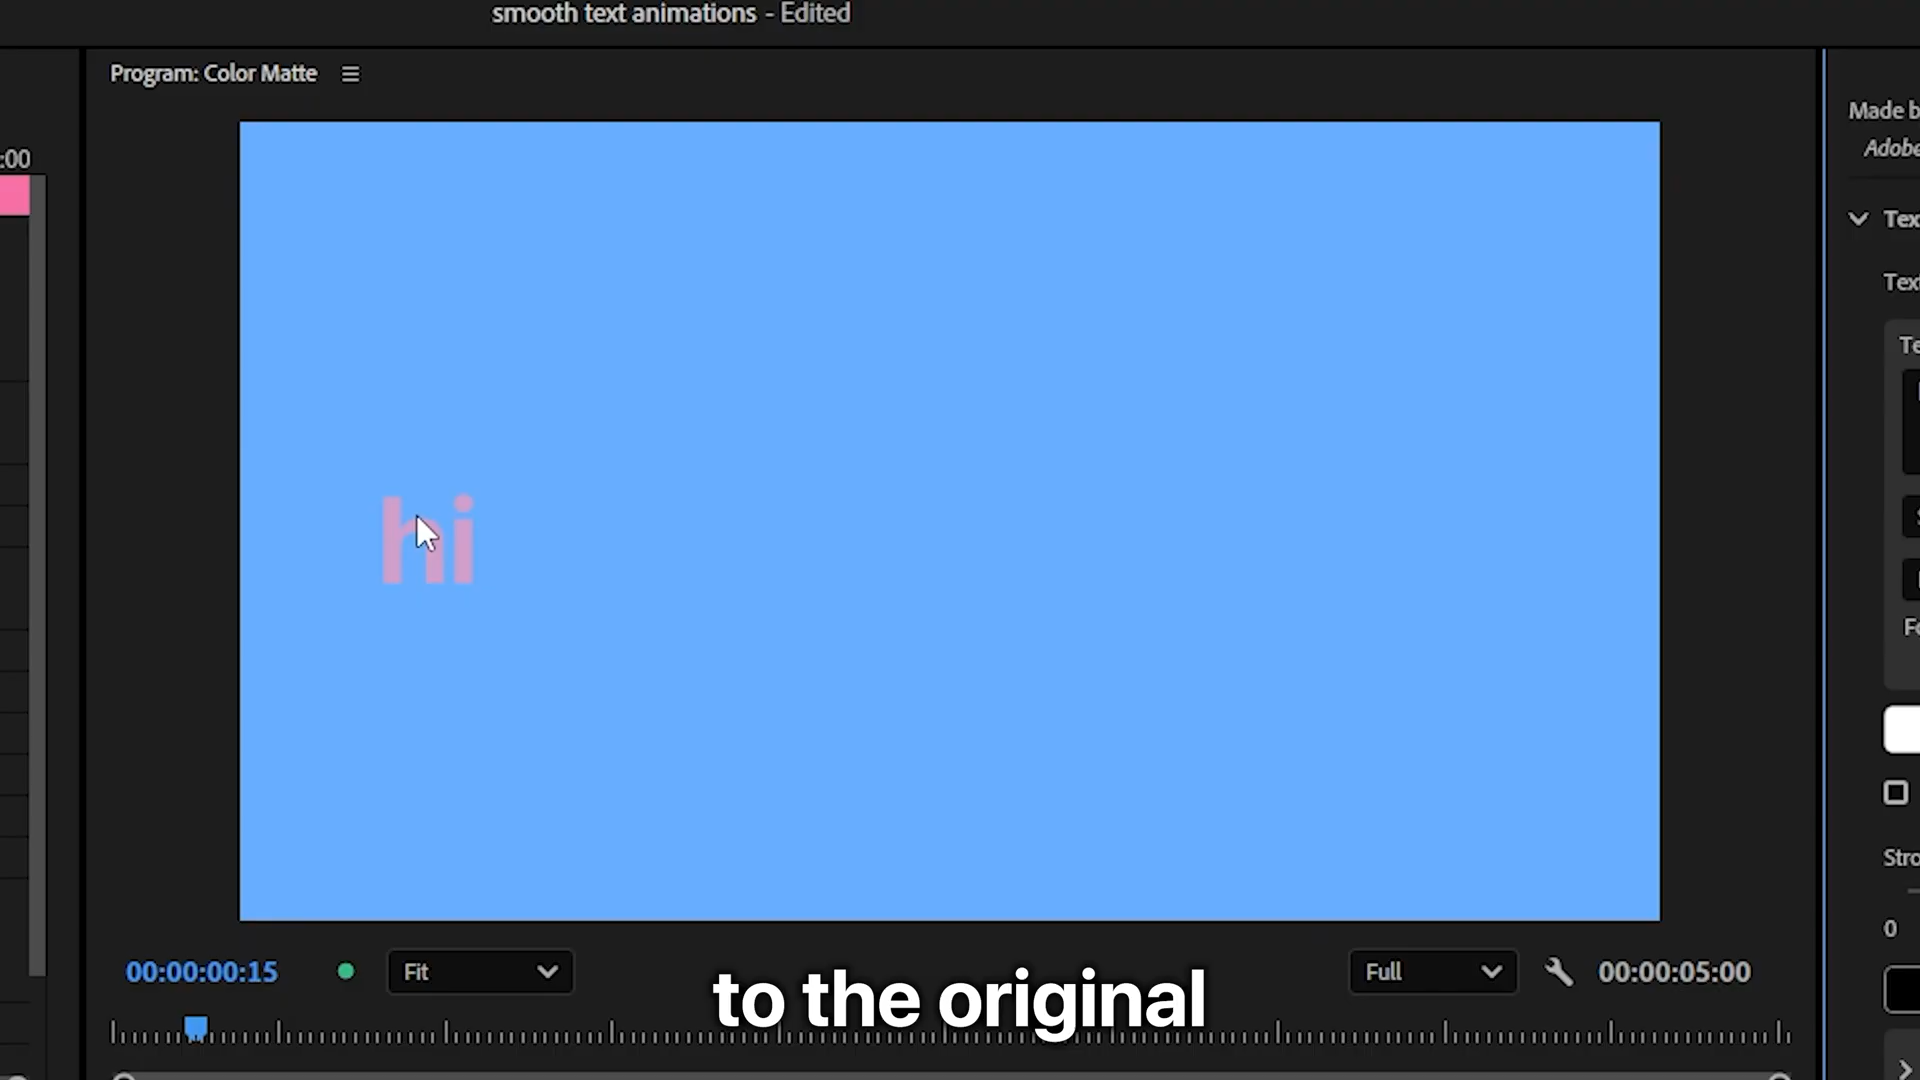 smooth text animations - Edited
Program: Color Matte
:00
Made b
Adobe
Tex
Text
Te
hi
Fo
Stro
0
00:00:00:15
Fit
Full
00:00:05:00
to the original